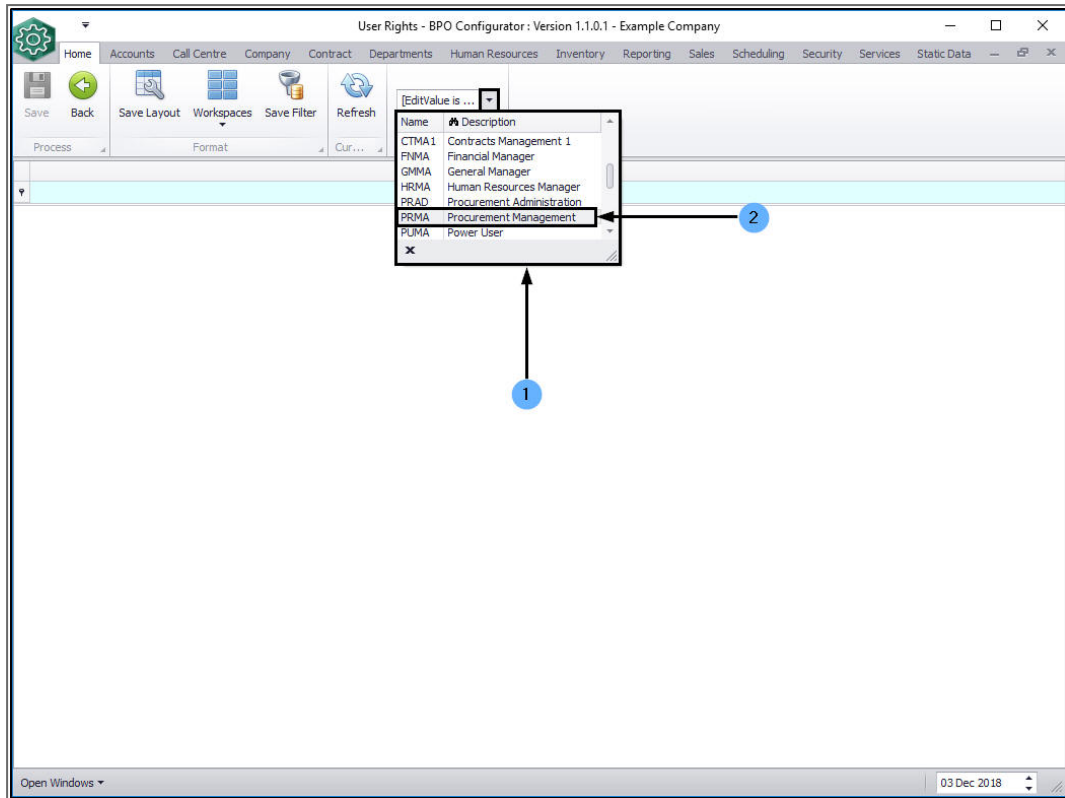 User Rights - BPO Configurator : Version 1.1.0.1 - Example Company
Home Accounts Call Centre Company Contract Departments Human Resources Inventory Reporting Sales Scheduling Security Services Static Data
Save Back Save Layout Workspaces Save Filter Refresh
[EditValue is ...
Process Format Cur...
Name Description
CTMA1 Contracts Management 1
FNMA Financial Manager
GMMA General Manager
HRMA Human Resources Manager
PRAD Procurement Administration
PRMA Procurement Management
PUMA Power User
2
1
Open Windows
03 Dec 2018